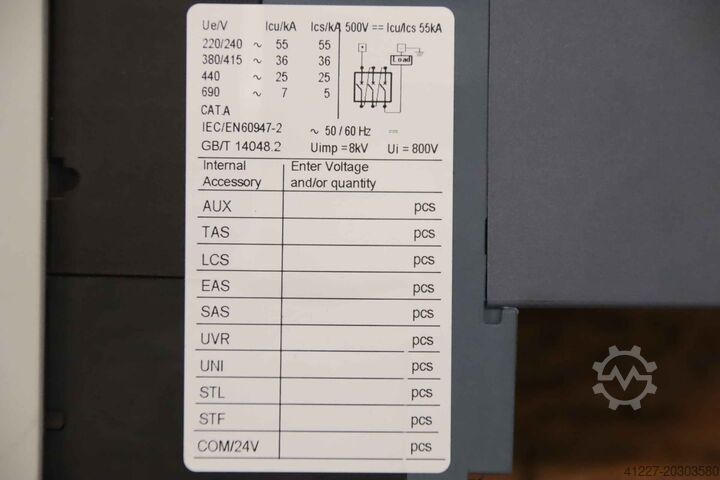 Ue/V Icu/kA Ics/kA 500V ⎓ Icu/Ics 55kA
220/240 ~ 55 55
380/415 ~ 36 36
440 ~ 25 25
690 ~ 7 5
Load
CAT.A
IEC/EN60947-2 ~ 50/60 Hz ⎓
GB/T 14048.2 Uimp =8kV Ui = 800V
Internal Accessory Enter Voltage and/or quantity
AUX pcs
TAS pcs
LCS pcs
EAS pcs
SAS pcs
UVR pcs
UNI pcs
STL pcs
STF pcs
COM/24V pcs
41227-20303580